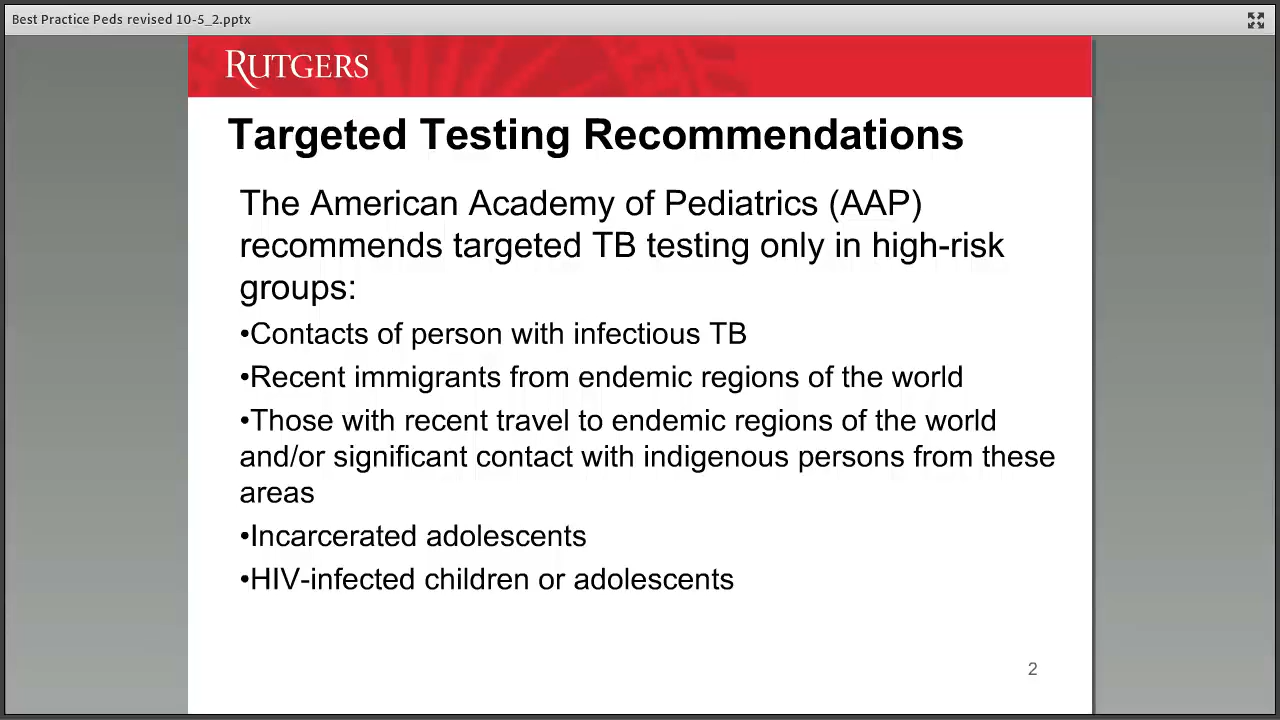 Best Practice Peds revised 10-5_2.pptx
RUTGERS
Targeted Testing Recommendations
The American Academy of Pediatrics (AAP)
recommends targeted TB testing only in high-risk
groups:
•Contacts of person with infectious TB
•Recent immigrants from endemic regions of the world
•Those with recent travel to endemic regions of the world
and/or significant contact with indigenous persons from these
areas
•Incarcerated adolescents
•HIV-infected children or adolescents
2